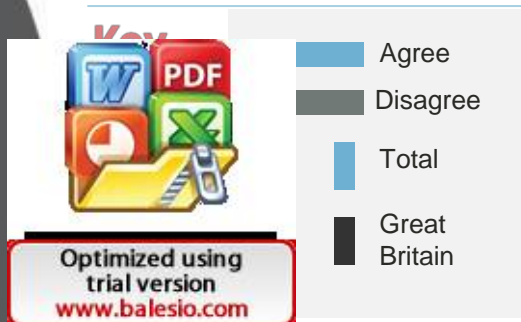 Key
W
PDF
X
Agree
Disagree
Total
Great
Britain
Optimized using
trial version
www.balesio.com